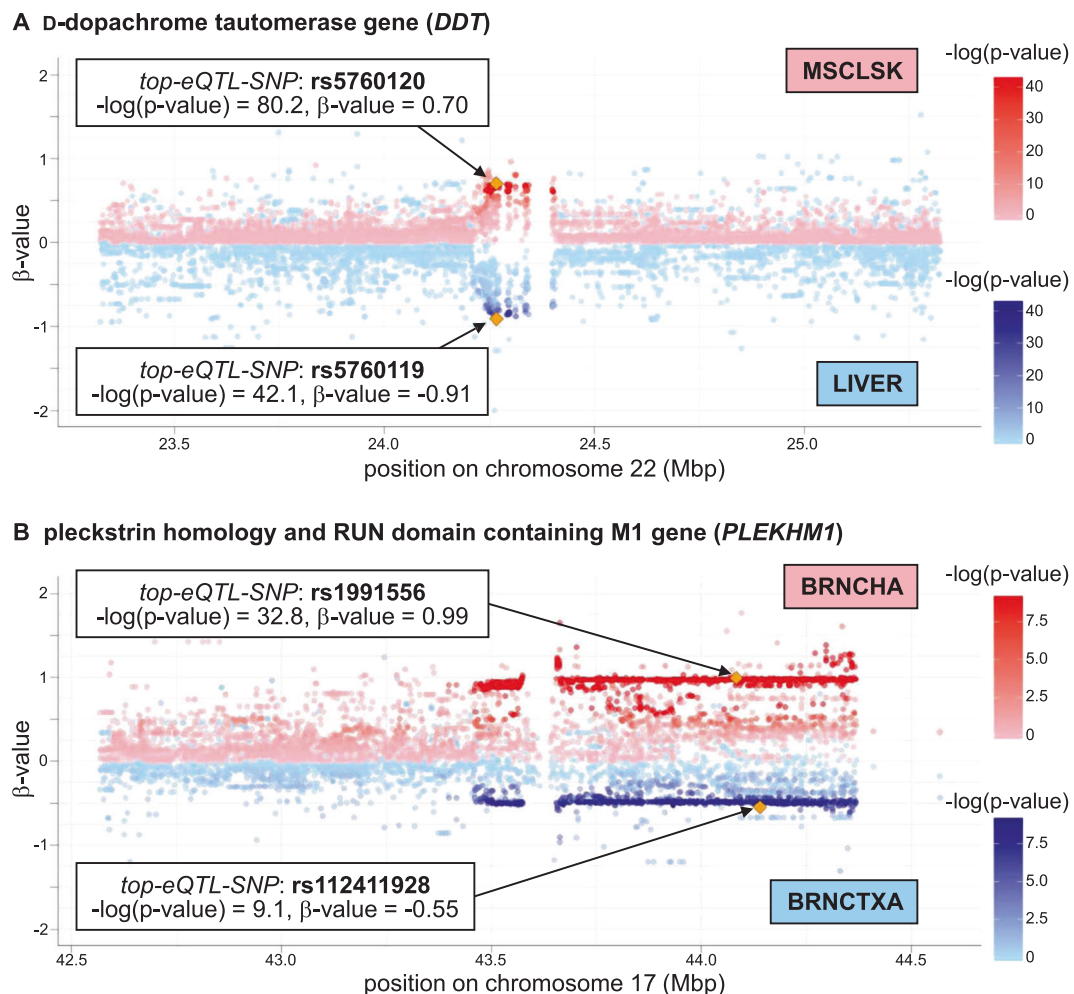 A D-dopachrome tautomerase gene (DDT)
top-eQTL-SNP: rs5760120
-log(p-value) = 80.2, β-value = 0.70
MSCLSK
-log(p-value)
40
30
20
10
0
2
1
0
-1
-2
β-value
top-eQTL-SNP: rs5760119
-log(p-value) = 42.1, β-value = -0.91
LIVER
-log(p-value)
40
30
20
10
0
23.5 24.0 24.5 25.0
position on chromosome 22 (Mbp)
B pleckstrin homology and RUN domain containing M1 gene (PLEKHM1)
top-eQTL-SNP: rs1991556
-log(p-value) = 32.8, β-value = 0.99
BRNCHA
-log(p-value)
7.5
5.0
2.5
0
2
1
0
-1
-2
β-value
top-eQTL-SNP: rs112411928
-log(p-value) = 9.1, β-value = -0.55
BRNCTXA
-log(p-value)
7.5
5.0
2.5
0
42.5 43.0 43.5 44.0 44.5
position on chromosome 17 (Mbp)